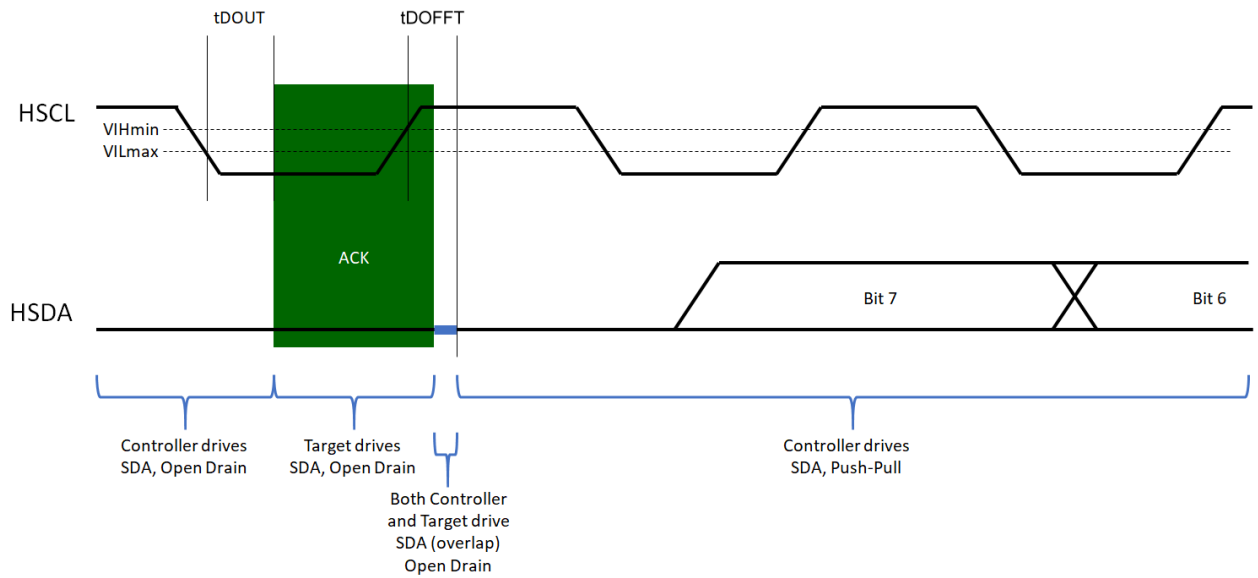 tDOUT
tDOFFT
HSCL
VIHmin
VILmax
ACK
HSDA
Bit 7
Bit 6
Controller drives
SDA, Open Drain
Target drives
SDA, Open Drain
Controller drives
SDA, Push-Pull
Both Controller
and Target drive
SDA (overlap)
Open Drain